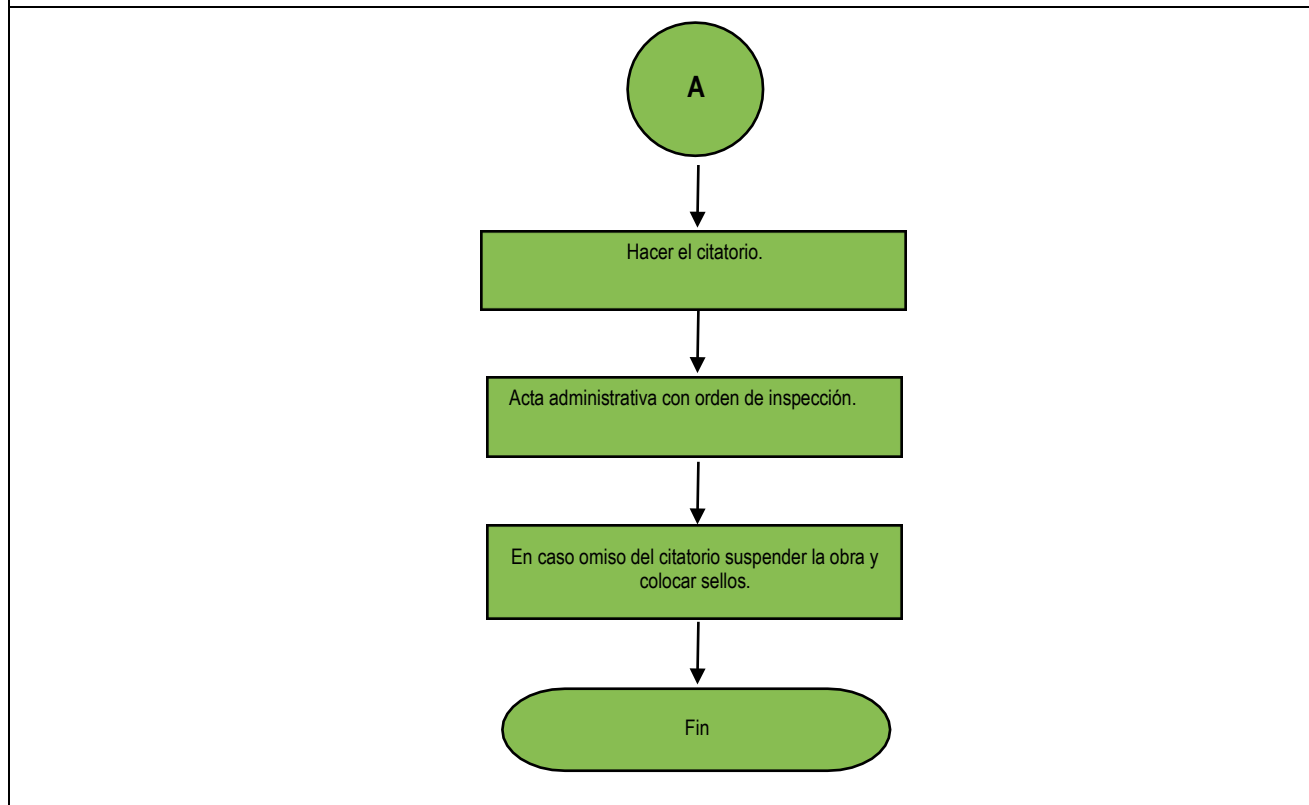 A
Hacer el citatorio.
Acta administrativa con orden de inspección.
En caso omiso del citatorio suspender la obra y
colocar sellos.
Fin